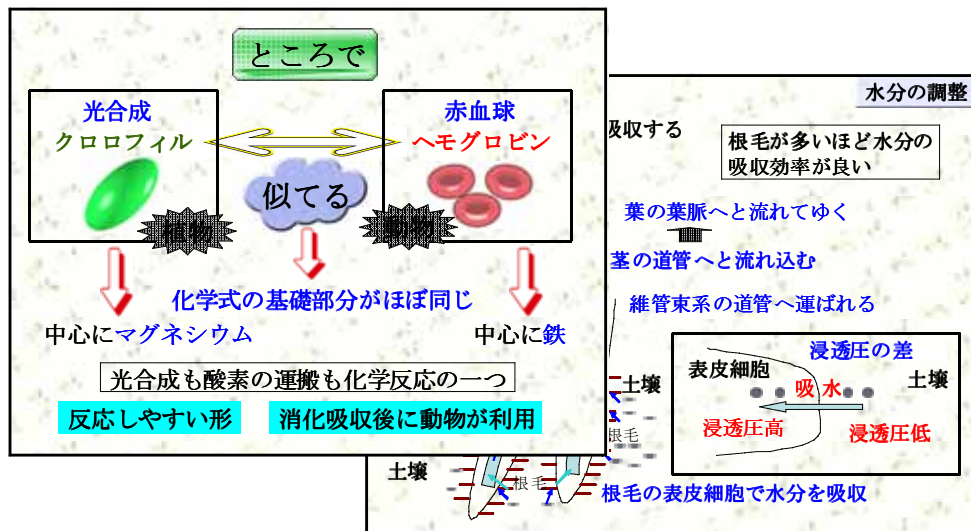 ところで
光合成
クロロフィル
植物
似てる
赤血球
ヘモグロビン
動物
化学式の基礎部分がほぼ同じ
中心にマグネシウム
中心に鉄
光合成も酸素の運搬も化学反応の一つ
反応しやすい形
消化吸収後に動物が利用
水分の調整
吸収する
根毛が多いほど水分の
吸収効率が良い
葉の葉脈へと流れてゆく
茎の道管へと流れ込む
維管束系の道管へ運ばれる
浸透圧の差
表皮細胞
土壌
吸水
浸透圧高
浸透圧低
土壌
根毛
土壌
根毛
根毛の表皮細胞で水分を吸収